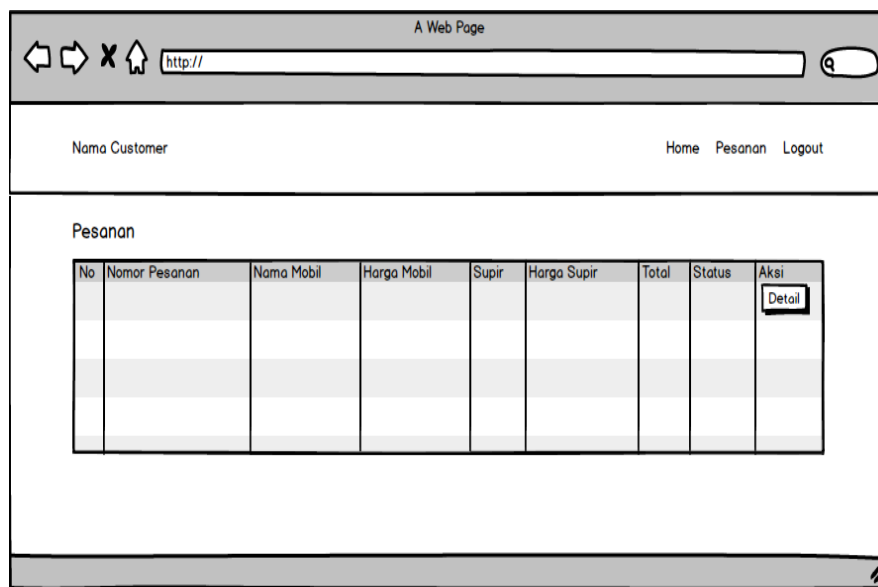 A Web Page
http://
Nama Customer Home Pesanan Logout
Pesanan
No Nomor Pesanan Nama Mobil Harga Mobil Supir Harga Supir Total Status Aksi
Detail